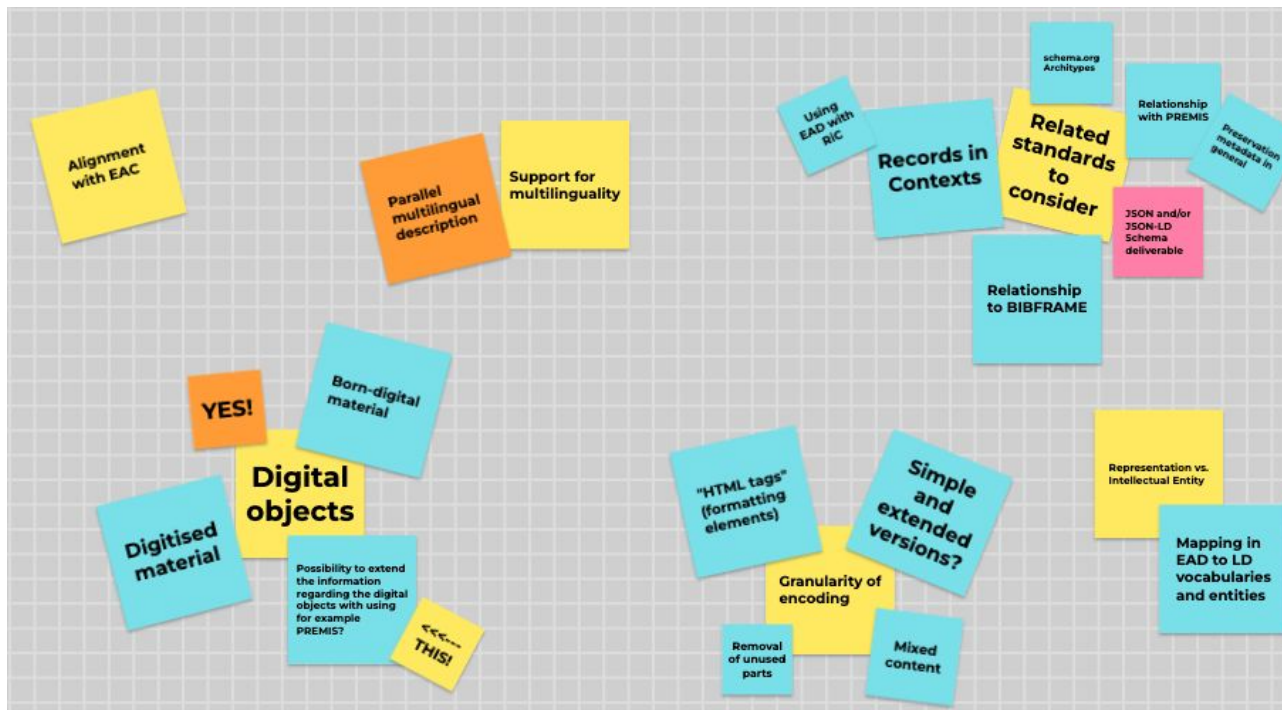 Alignment
with EAC
Parallel
multilingual
description
Support for
multilinguality
Using
EAD with
RiC
Records in
Contexts
schema.org
Architypes
Related
standards
to
consider
Relationship
with PREMIS
Preservation
metadata in
general
JSON and/or
JSON-LD
Schema
deliverable
Relationship
to BIBFRAME
YES!
Born-digital
material
Digital
objects
Digitised
material
Possibility to extend
the information
regarding the digital
objects with using
for example
PREMIS?
<<<---
THIS!
"HTML tags"
(formatting
elements)
Simple
and
extended
versions?
Granularity of
encoding
Removal
of unused
parts
Mixed
content
Representation vs.
Intellectual Entity
Mapping in
EAD to LD
vocabularies
and entities